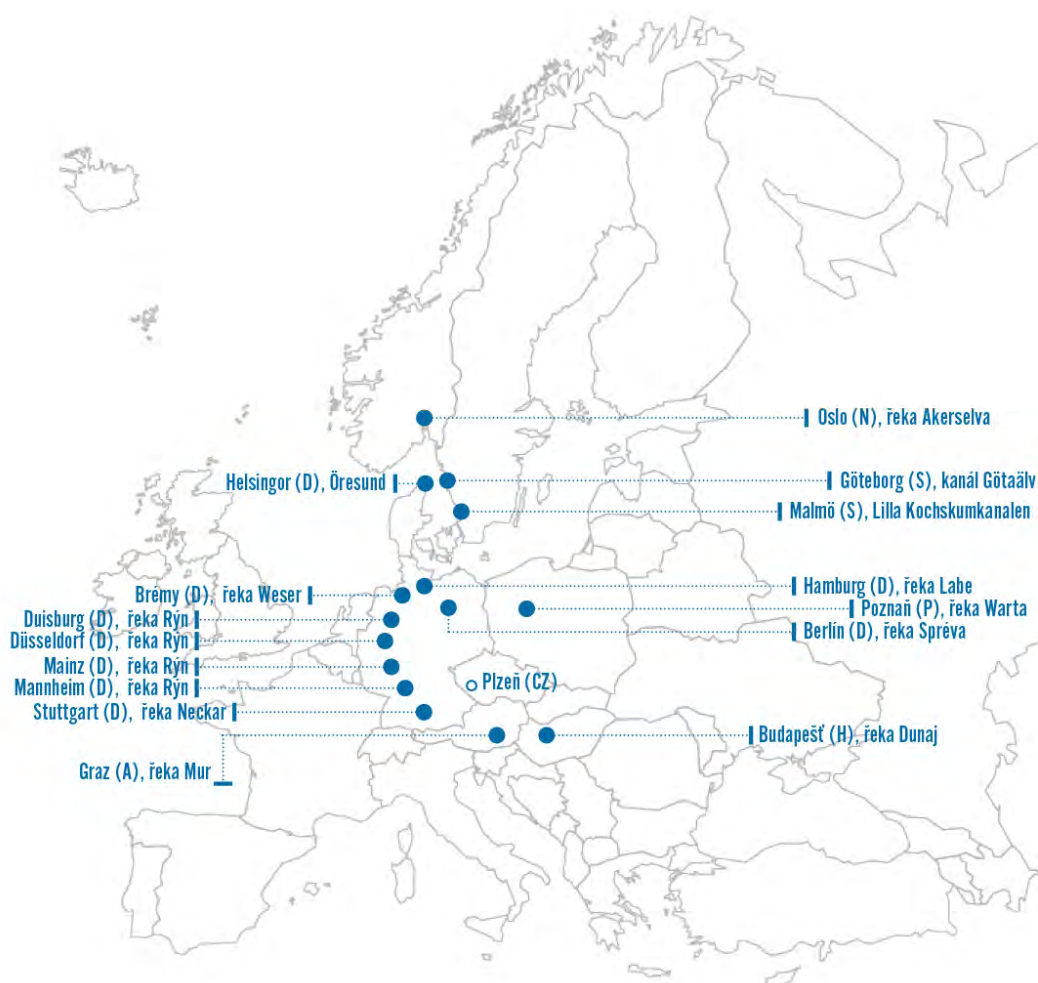 Oslo (N), řeka Akerselva
Helsingor (D), Öresund
Göteborg (S), kanál Götaälv
Malmö (S), Lilla Kochskumkanalen
Hamburg (D), řeka Labe
Brémy (D), řeka Weser
Poznaň (P), řeka Warta
Duisburg (D), řeka Rýn
Berlín (D), řeka Spréva
Düsseldorf (D), řeka Rýn
Mainz (D), řeka Rýn
Plzeň (CZ)
Mannheim (D), řeka Rýn
Stuttgart (D), řeka Neckar
Budapešť (H), řeka Dunaj
Graz (A), řeka Mur